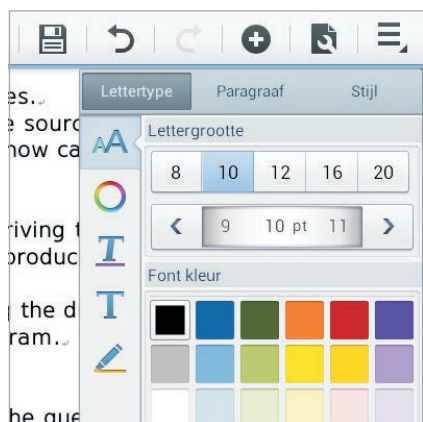 es.
e sourc
now ca
riving t
produc
the d
ram.
he que
Lettertype Paragraaf Stijl
Lettergrootte
8 10 12 16 20
9 10 pt 11
Font kleur